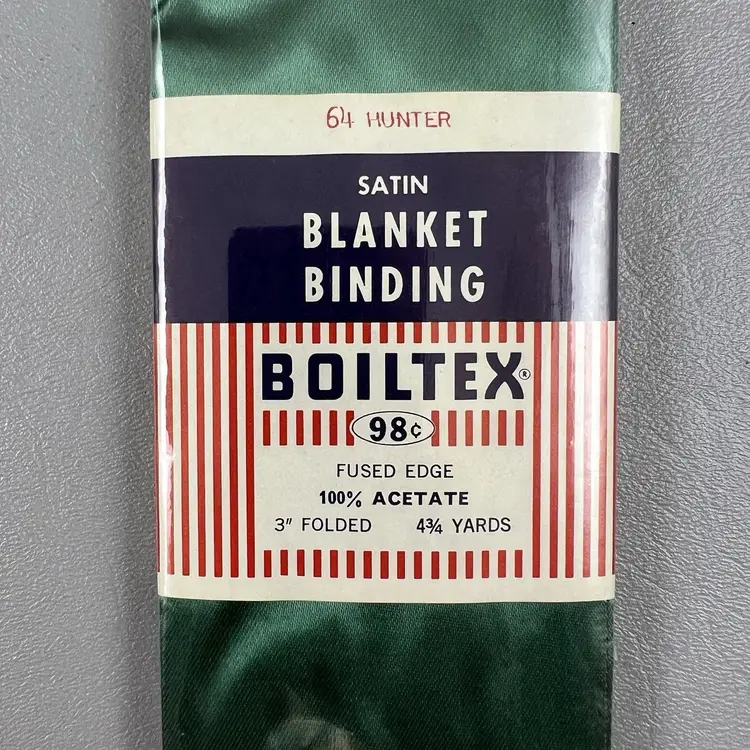 64 HUNTER
SATIN
BLANKET
BINDING
BOILTEX®
98¢
FUSED EDGE
100% ACETATE
3" FOLDED 4¾ YARDS